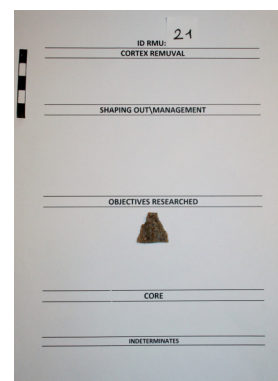 ID RMU: 21
CORTEX REMUVAL
SHAPING OUT\MANAGEMENT
OBJECTIVES RESEARCHED
CORE
INDETERMINATES